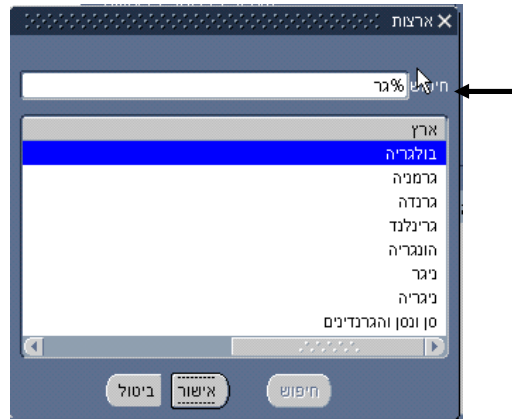 ארצות
חיפוש %גר
ארץ
בולגריה
גרמניה
גרנדה
גרינלנד
הונגריה
ניגר
ניגריה
סן ונסן והגרנדינים
חיפוש אישור ביטול